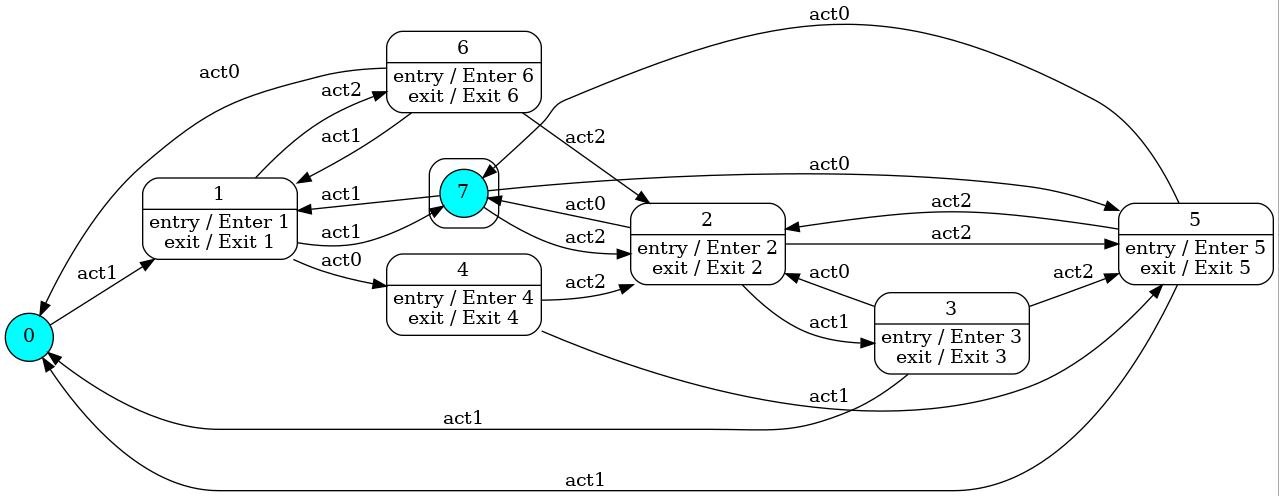 act0
6
act0
entry / Enter 6
act2
exit / Exit 6
act1
act2
act0
1
7
act1
act0
act2
entry / Enter 1
2
5
exit / Exit 1
act1
act2
act2
entry / Enter 2
entry / Enter 5
exit / Exit 2
exit / Exit 5
act0
4
act1
act2
act0
act2
entry / Enter 4
3
exit / Exit 4
act1
entry / Enter 3
0
exit / Exit 3
act1
act1
act1